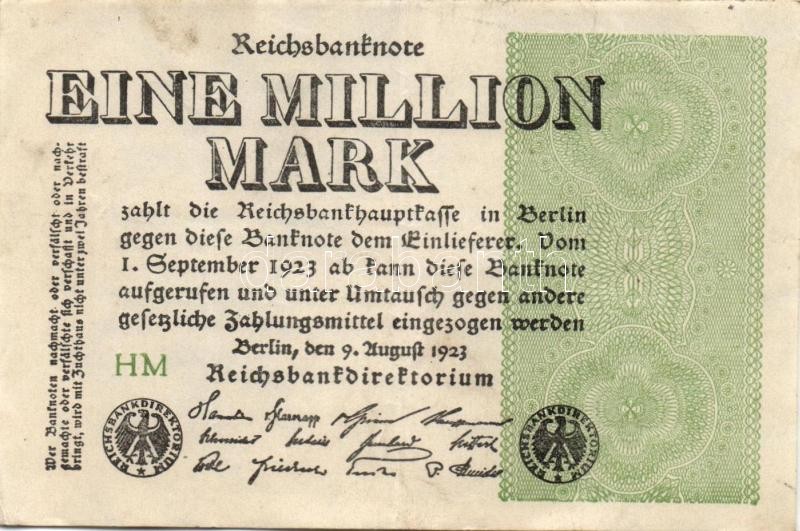 Reichsbanknote
EINE MILLION
MARK
zahlt die Reichsbankhauptkasse in Berlin
gegen diese Banknote dem Einlieferer. Vom
1. September 1923 ab kann diese Banknote
aufgerufen und unter Umtausch gegen andere
gesetzliche Zahlungsmittel eingezogen werden
Berlin, den 9. August 1923
HM
Reichsbankdirektorium
REICHSBANKDIREKTORIUM
REICHSBANKDIREKTORIUM
Wer Banknoten nachmacht oder verfälscht oder nach-
gemachte oder verfälschte sich verschafft und in Verkehr
bringt, wird mit Zuchthaus nicht unter zwei Jahren bestraft
darabanth